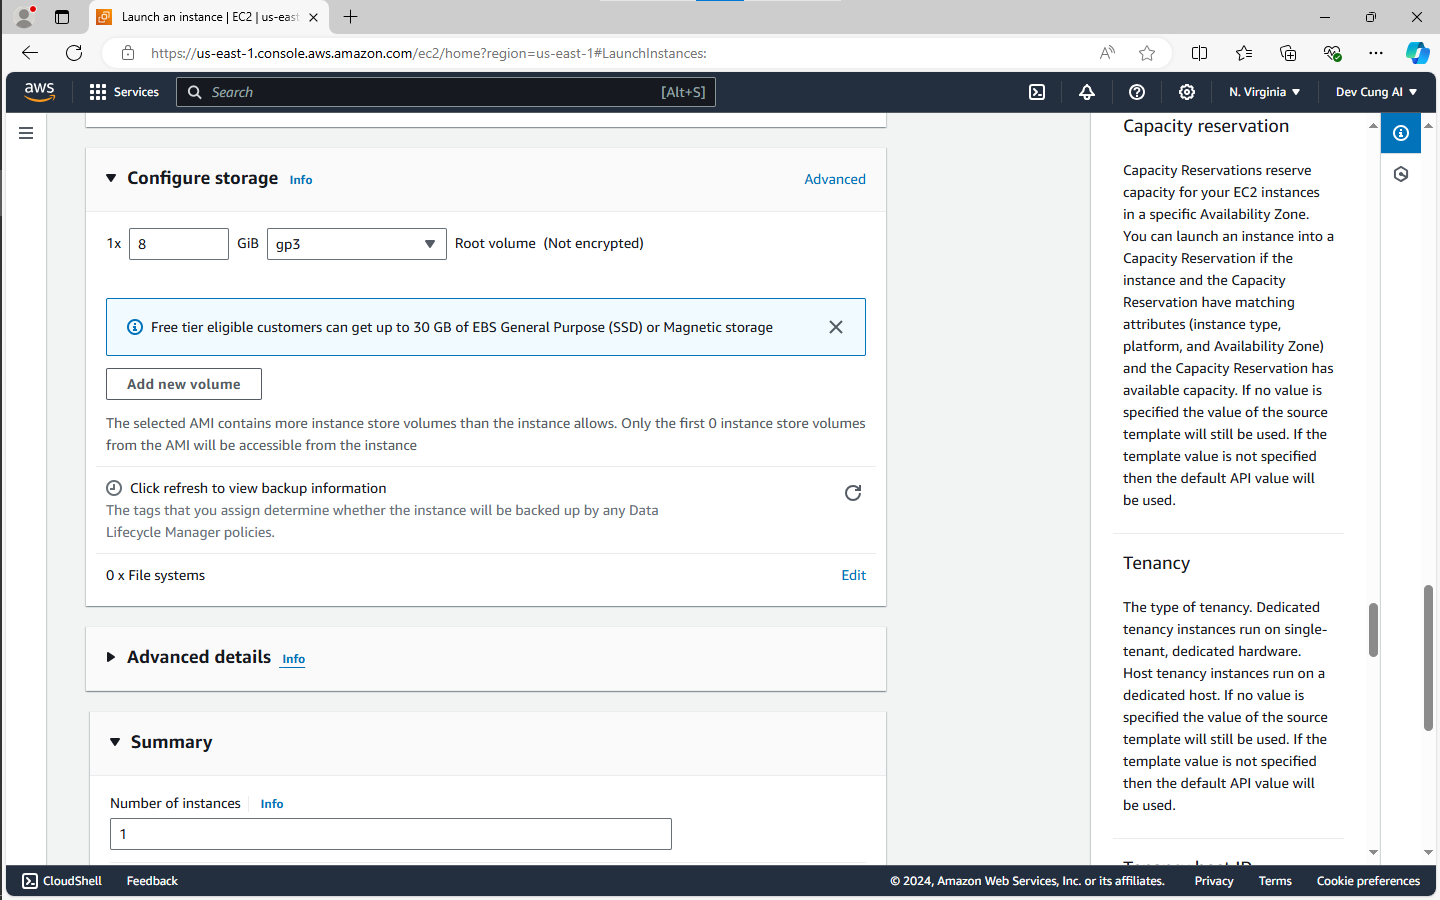 Launch an instance | EC2 | us-east
https://us-east-1.console.aws.amazon.com/ec2/home?region=us-east-1#LaunchInstances:
aws
Services
Search
[Alt+S]
N. Virginia
Dev Cung AI
Configure storage
Info
Advanced
1x
8
GiB
gp3
Root volume (Not encrypted)
Free tier eligible customers can get up to 30 GB of EBS General Purpose (SSD) or Magnetic storage
Add new volume
The selected AMI contains more instance store volumes than the instance allows. Only the first 0 instance store volumes
from the AMI will be accessible from the instance
Click refresh to view backup information
The tags that you assign determine whether the instance will be backed up by any Data
Lifecycle Manager policies.
0 x File systems
Edit
Advanced details
Info
Summary
Number of instances
Info
1
Capacity reservation
Capacity Reservations reserve
capacity for your EC2 instances
in a specific Availability Zone.
You can launch an instance into a
Capacity Reservation if the
instance and the Capacity
Reservation have matching
attributes (instance type,
platform, and Availability Zone)
and the Capacity Reservation has
available capacity. If no value is
specified the value of the source
template will still be used. If the
template value is not specified
then the default API value will
be used.
Tenancy
The type of tenancy. Dedicated
tenancy instances run on single-
tenant, dedicated hardware.
Host tenancy instances run on a
dedicated host. If no value is
specified the value of the source
template will still be used. If the
template value is not specified
then the default API value will
be used.
Tenancy host ID
CloudShell
Feedback
© 2024, Amazon Web Services, Inc. or its affiliates.
Privacy
Terms
Cookie preferences